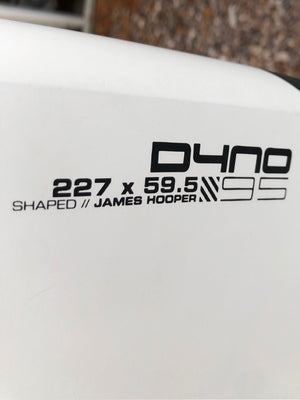 D4NO
227 x 59.5 95
SHAPED // JAMES HOOPER